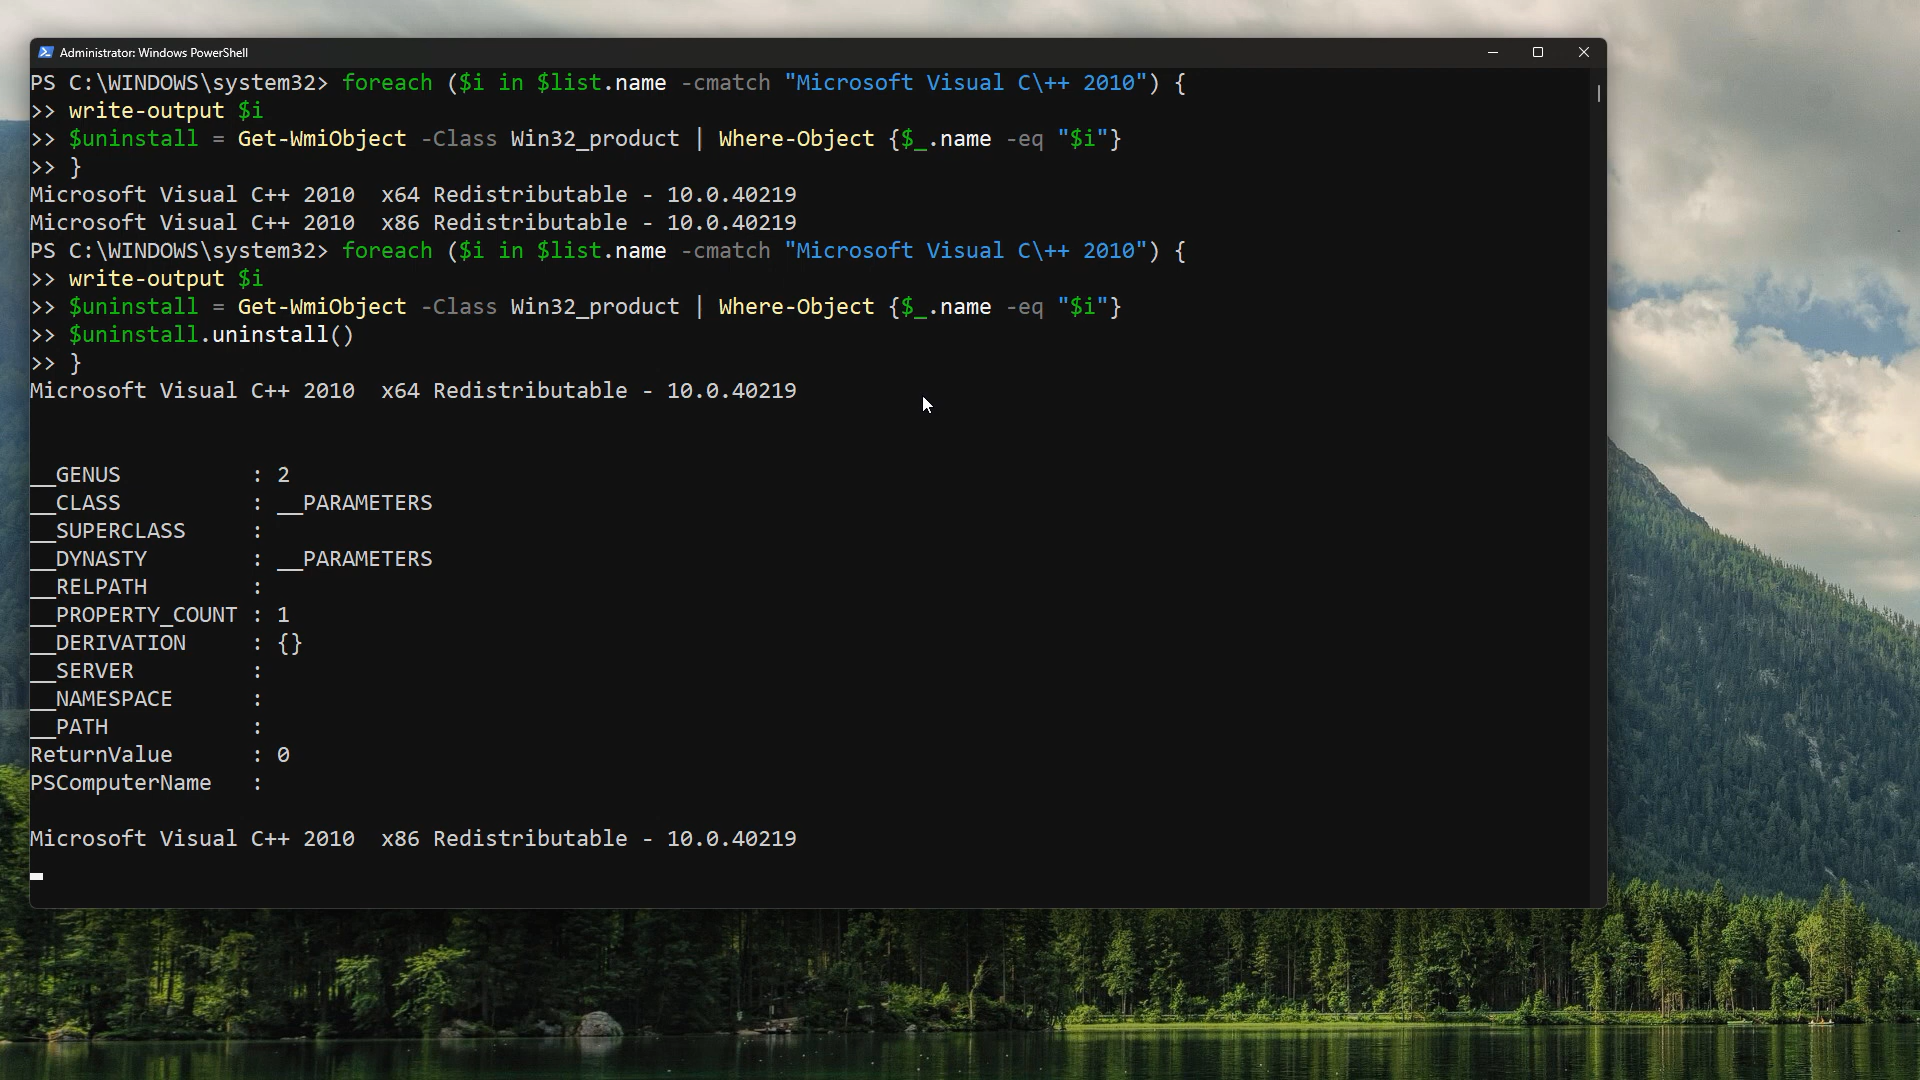 Administrator: Windows PowerShell
PS C:\WINDOWS\system32> foreach ($i in $list.name -cmatch "Microsoft Visual C\++ 2010") {
>> write-output $i
>> $uninstall = Get-WmiObject -Class Win32_product | Where-Object {$_.name -eq "$i"}
>> }
Microsoft Visual C++ 2010  x64 Redistributable - 10.0.40219
Microsoft Visual C++ 2010  x86 Redistributable - 10.0.40219
PS C:\WINDOWS\system32> foreach ($i in $list.name -cmatch "Microsoft Visual C\++ 2010") {
>> write-output $i
>> $uninstall = Get-WmiObject -Class Win32_product | Where-Object {$_.name -eq "$i"}
>> $uninstall.uninstall()
>> }
Microsoft Visual C++ 2010  x64 Redistributable - 10.0.40219
__GENUS          : 2
__CLASS          : __PARAMETERS
__SUPERCLASS     :
__DYNASTY        : __PARAMETERS
__RELPATH        :
__PROPERTY_COUNT : 1
__DERIVATION     : {}
__SERVER         :
__NAMESPACE      :
__PATH           :
ReturnValue      : 0
PSComputerName   :
Microsoft Visual C++ 2010  x86 Redistributable - 10.0.40219